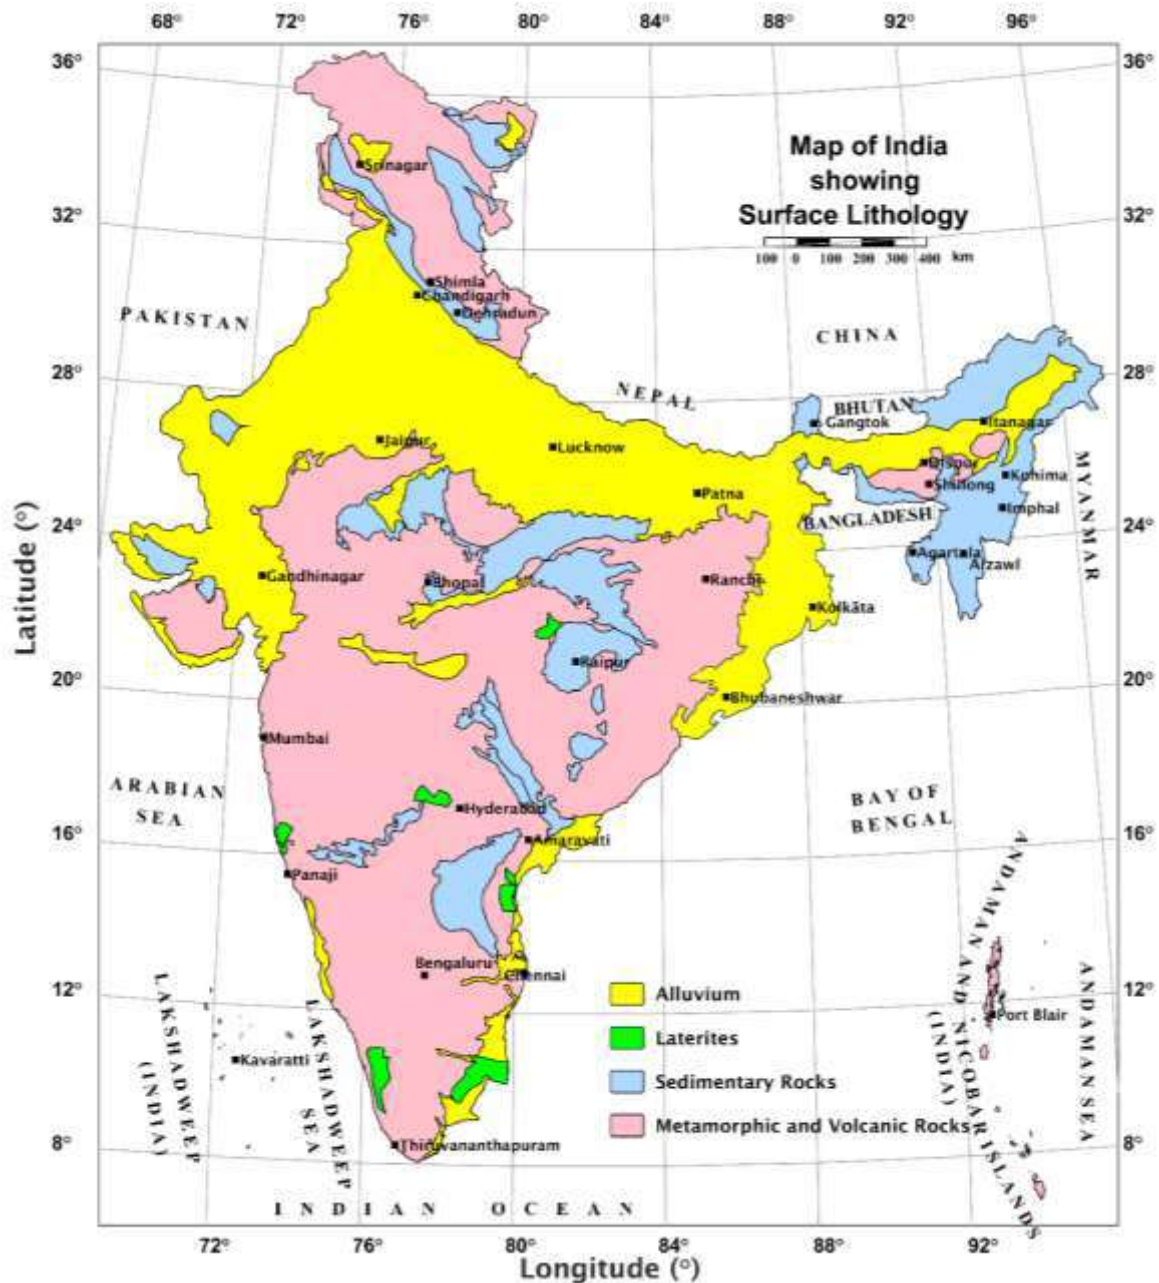 68° 72° 76° 80° 84° 88° 92° 96°
36° 36°
Map of India
showing
Surface Lithology
100 0 100 200 300 400 km
Srinagar
32° 32°
Shimla
Chandigarh
Dehradun
PAKISTAN
CHINA
28° 28°
NEPAL
BHUTAN
Gangtok
Itanagar
Jaipur
Lucknow
Dispur
Kohima
Shillong
Patna
Imphal
MYANMAR
24° 24°
BANGLADESH
Agartala
Aizawl
Gandhinagar
Bhopal
Ranchi
Kolkāta
Latitude (°)
Raipur
20° 20°
Bhubaneshwar
Mumbai
ARABIAN
SEA
Hyderabad
BAY OF
BENGAL
16° 16°
Amaravati
Panaji
Bengaluru
Chennai
12° 12°
Alluvium
Laterites
Sedimentary Rocks
Metamorphic and Volcanic Rocks
Port Blair
ANDAMAN AND NICOBAR ISLANDS
(INDIA)
ANDAMAN SEA
LAKSHADWEEP
(INDIA)
Kavaratti
LAKSHADWEEP
SEA
8° 8°
Thiruvananthapuram
INDIAN OCEAN
72° 76° 80° 84° 88° 92°
Longitude (°)